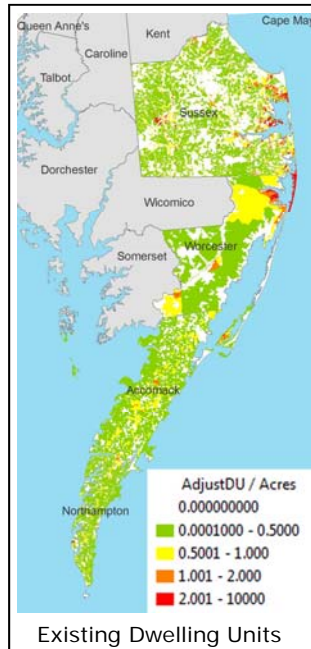 Queen Anne's
Kent
Cape May
Caroline
Talbot
Sussex
Dorchester
Wicomico
Somerset
Worcester
Accomack
Northampton
AdjustDU / Acres
0.000000000
0.0001000 - 0.5000
0.5001 - 1.000
1.001 - 2.000
2.001 - 10000
Existing Dwelling Units